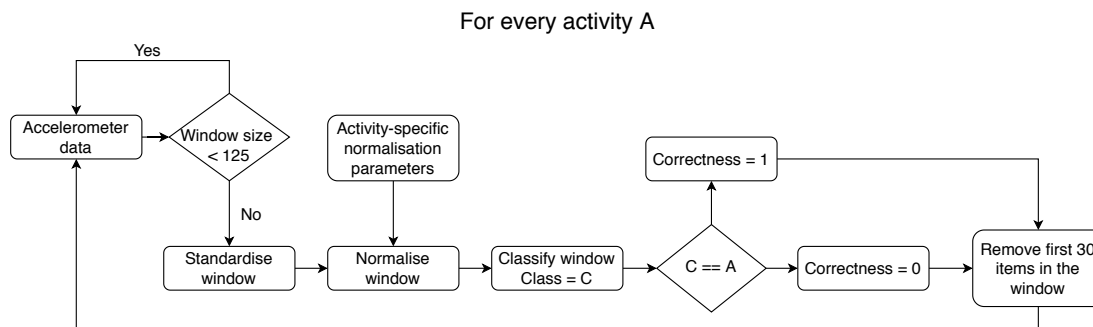 For every activity A
Yes
Accelerometer
data
Window size
< 125
Activity-specific
normalisation
parameters
Correctness = 1
No
Standardise
window
Normalise
window
Classify window
Class = C
C == A
Correctness = 0
Remove first 30
items in the
window